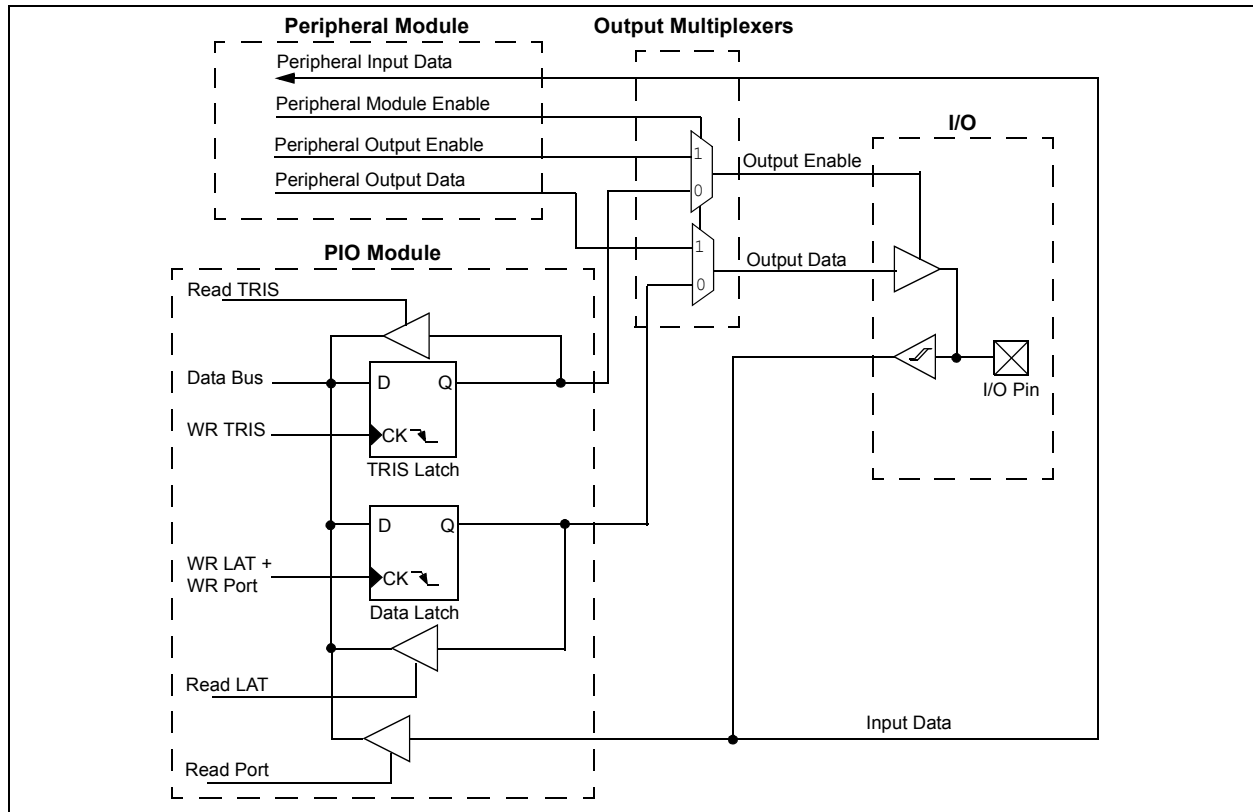 Peripheral Module
Output Multiplexers
Peripheral Input Data
Peripheral Module Enable
Peripheral Output Enable
Peripheral Output Data
I/O
1
0
Output Enable
1
0
Output Data
I/O Pin
PIO Module
Read TRIS
Data Bus
D Q
WR TRIS
CK
TRIS Latch
D Q
WR LAT +
WR Port
CK
Data Latch
Read LAT
Input Data
Read Port